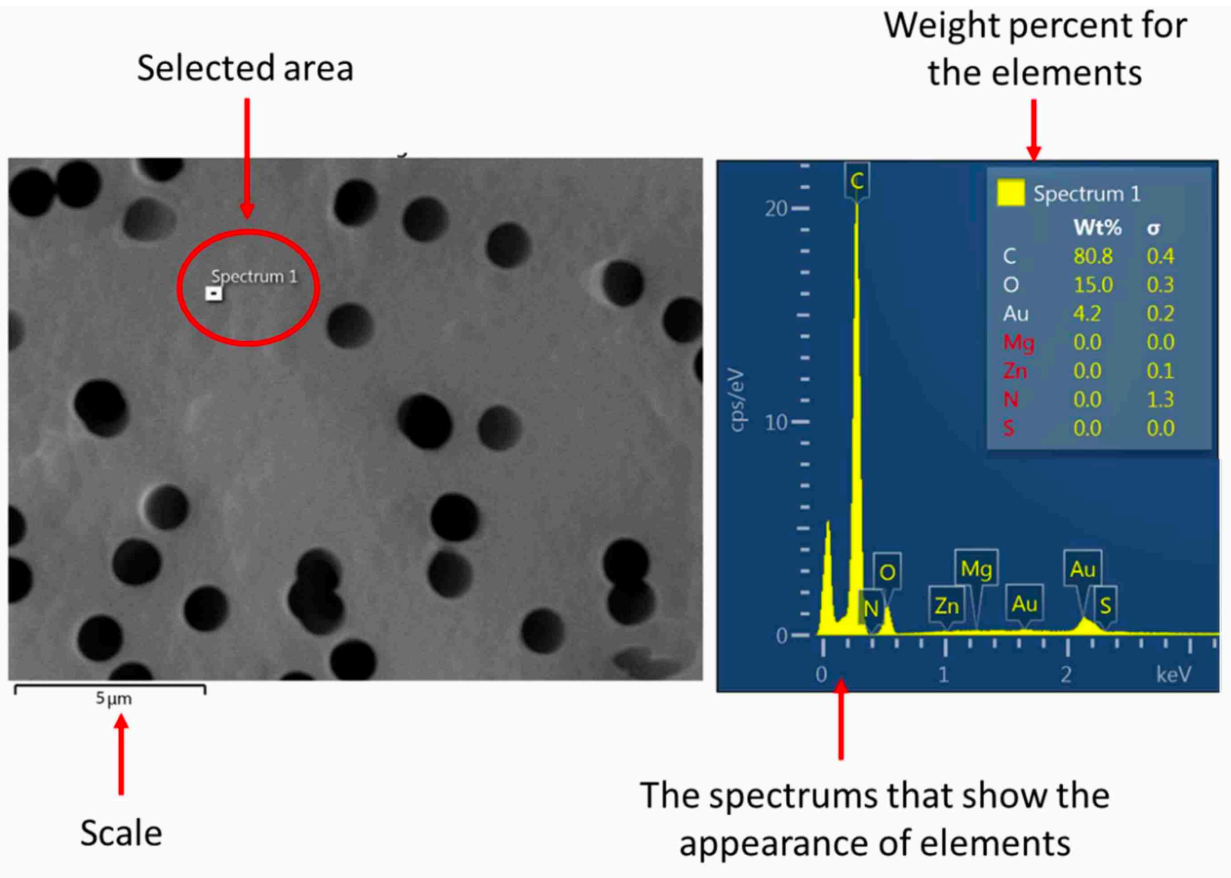 Selected area
Weight percent for
the elements
Spectrum 1
5 µm
Scale
cps/eV
20
10
0
C
N
O
Zn
Mg
Au
Au
S
0
1
2
keV
Spectrum 1
Wt% σ
C 80.8 0.4
O 15.0 0.3
Au 4.2 0.2
Mg 0.0 0.0
Zn 0.0 0.1
N 0.0 1.3
S 0.0 0.0
The spectrums that show the
appearance of elements